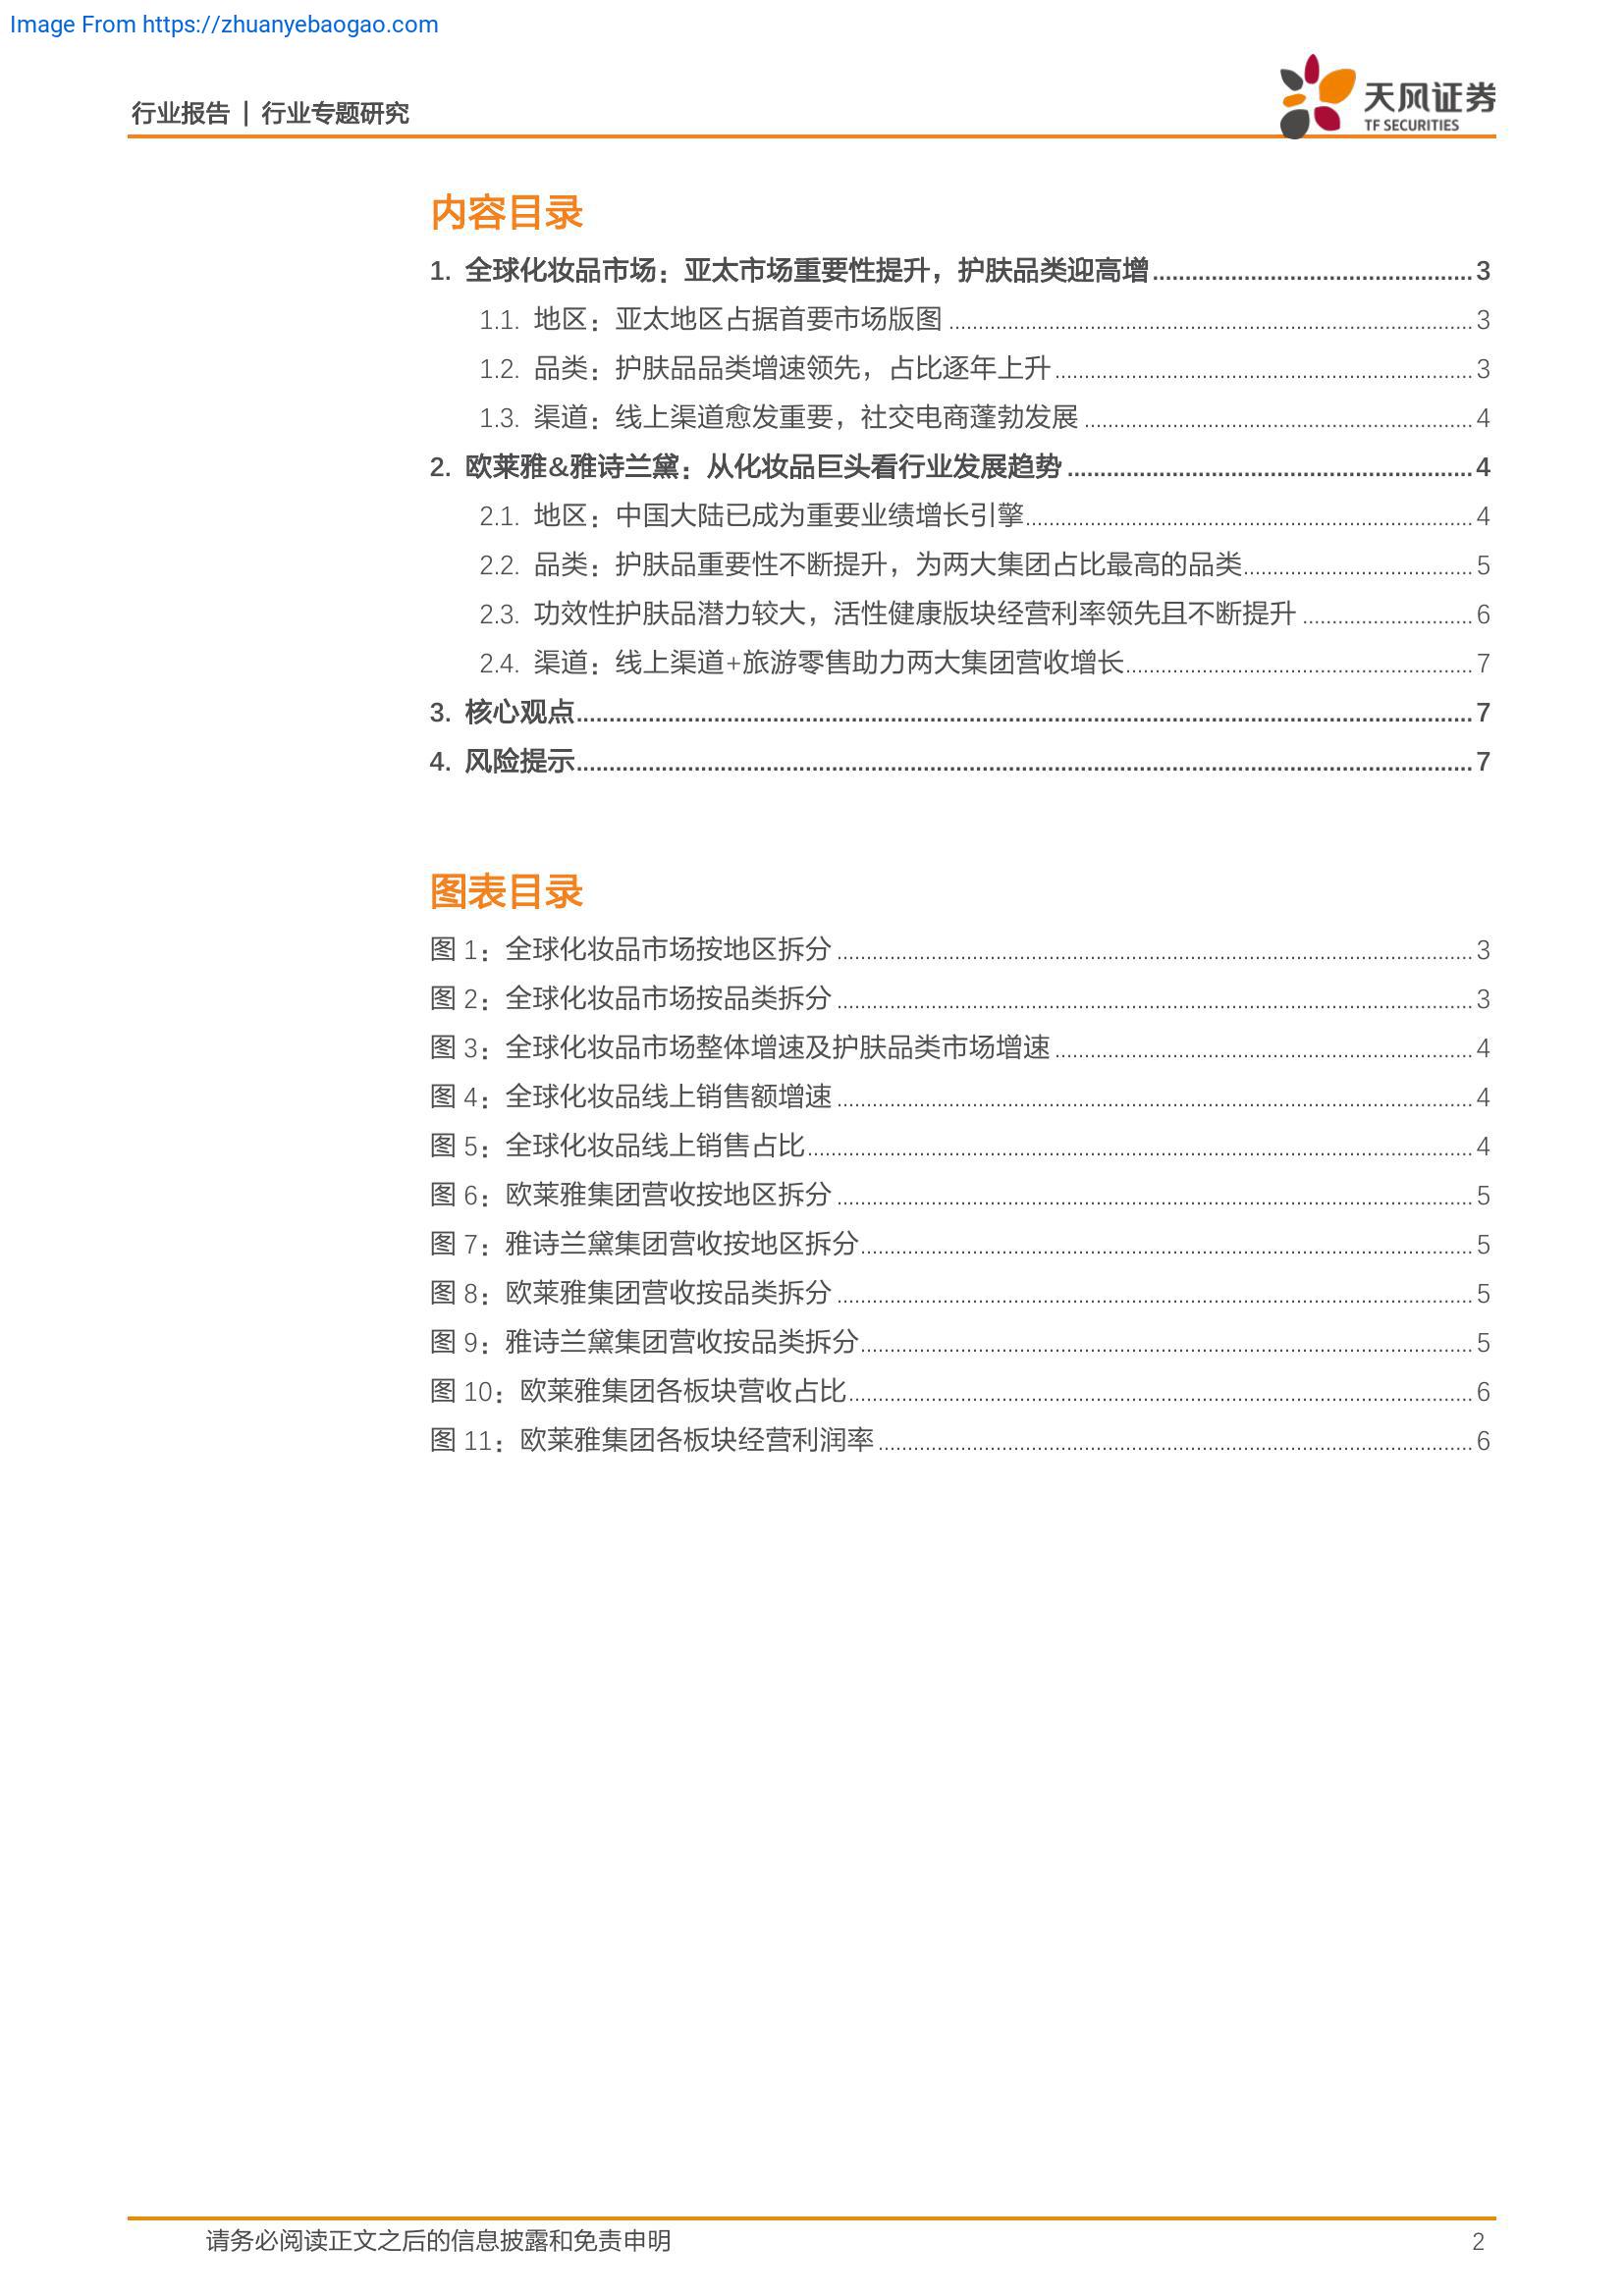 Image From https://zhuanyebaogao.com
行业报告 | 行业专题研究
天风证券
TF SECURITIES
内容目录
1. 全球化妆品市场：亚太市场重要性提升，护肤品类迎高增 3
1.1. 地区：亚太地区占据首要市场版图 3
1.2. 品类：护肤品品类增速领先，占比逐年上升 3
1.3. 渠道：线上渠道愈发重要，社交电商蓬勃发展 4
2. 欧莱雅&雅诗兰黛：从化妆品巨头看行业发展趋势 4
2.1. 地区：中国大陆已成为重要业绩增长引擎 4
2.2. 品类：护肤品重要性不断提升，为两大集团占比最高的品类 5
2.3. 功效性护肤品潜力较大，活性健康版块经营利率领先且不断提升 6
2.4. 渠道：线上渠道+旅游零售助力两大集团营收增长 7
3. 核心观点 7
4. 风险提示 7
图表目录
图 1：全球化妆品市场按地区拆分 3
图 2：全球化妆品市场按品类拆分 3
图 3：全球化妆品市场整体增速及护肤品类市场增速 4
图 4：全球化妆品线上销售额增速 4
图 5：全球化妆品线上销售占比 4
图 6：欧莱雅集团营收按地区拆分 5
图 7：雅诗兰黛集团营收按地区拆分 5
图 8：欧莱雅集团营收按品类拆分 5
图 9：雅诗兰黛集团营收按品类拆分 5
图 10：欧莱雅集团各板块营收占比 6
图 11：欧莱雅集团各板块经营利润率 6
请务必阅读正文之后的信息披露和免责申明 2